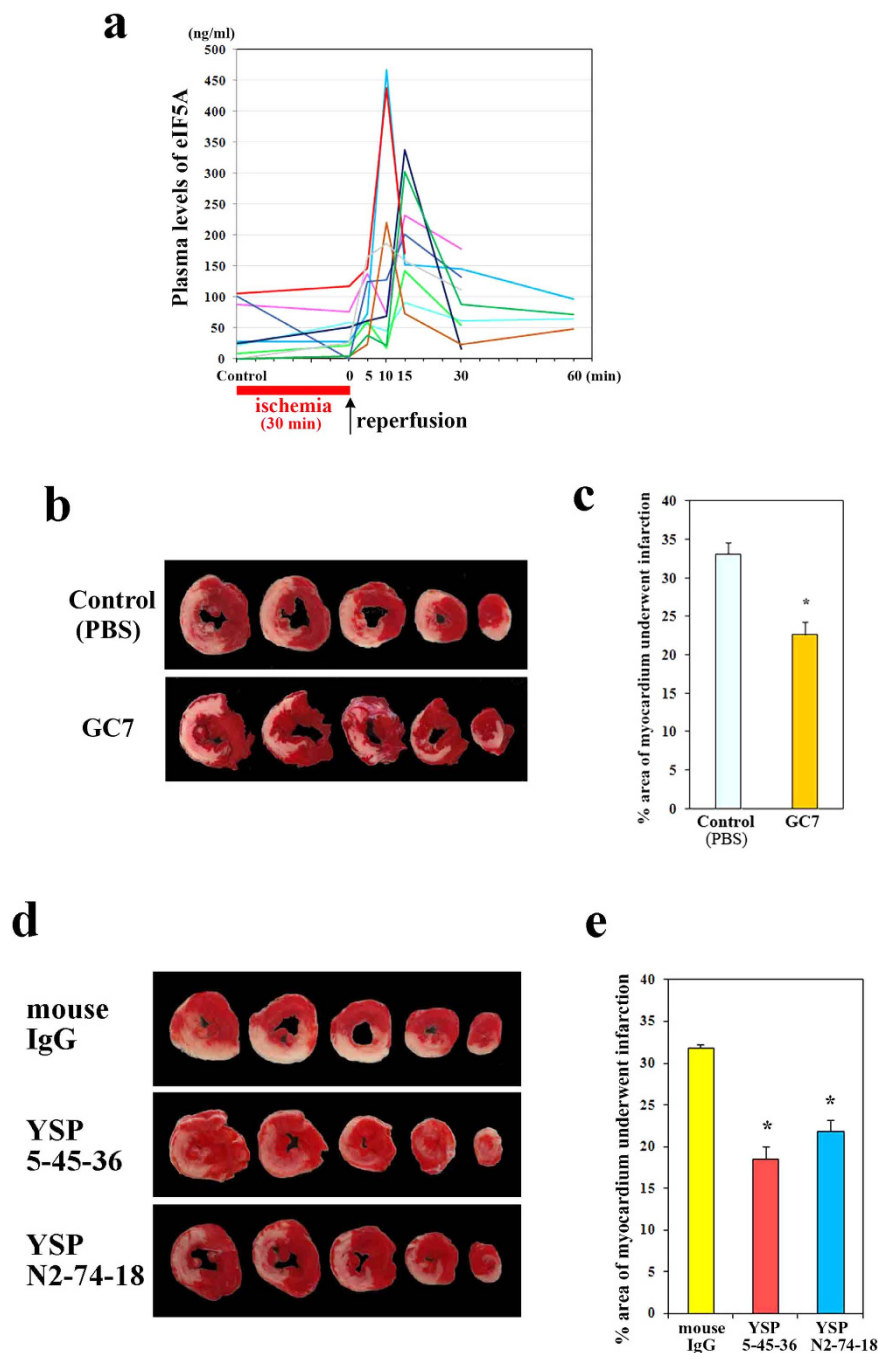 a
(ng/ml)
Plasma levels of eIF5A
500
450
400
350
300
250
200
150
100
50
0
Control 0 5 10 15 30 60 (min)
ischemia
(30 min)
reperfusion
b
Control
(PBS)
GC7
c
% area of myocardium underwent infarction
40
35
30
25
20
15
10
5
0
*
Control
(PBS)
GC7
d
mouse
IgG
YSP
5-45-36
YSP
N2-74-18
e
% area of myocardium underwent infarction
40
30
20
10
0
*
*
mouse
IgG
YSP
5-45-36
YSP
N2-74-18